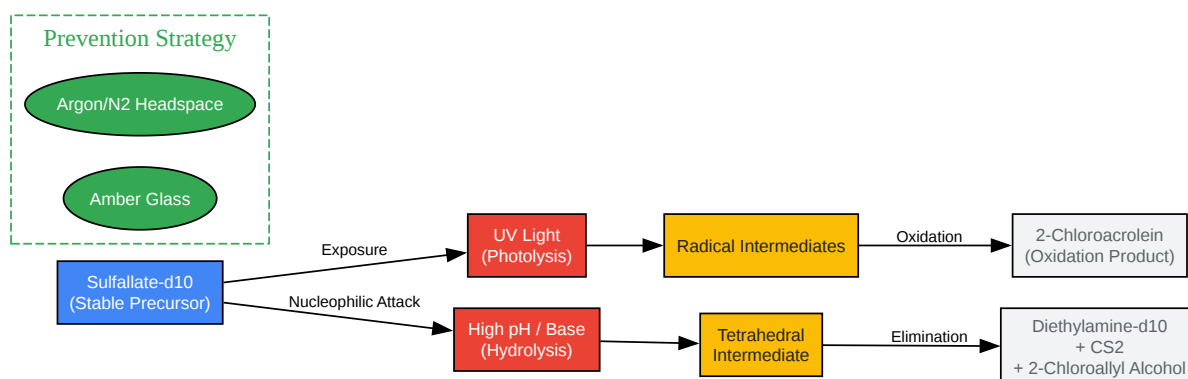 Prevention Strategy
Argon/N2 Headspace
Amber Glass
Sulfallate-d10
(Stable Precursor)
Exposure
Nucleophilic Attack
UV Light
(Photolysis)
Radical Intermediates
Oxidation
2-Chloroacrolein
(Oxidation Product)
High pH / Base
(Hydrolysis)
Tetrahedral
Intermediate
Elimination
Diethylamine-d10
+ CS2
+ 2-Chloroallyl Alcohol